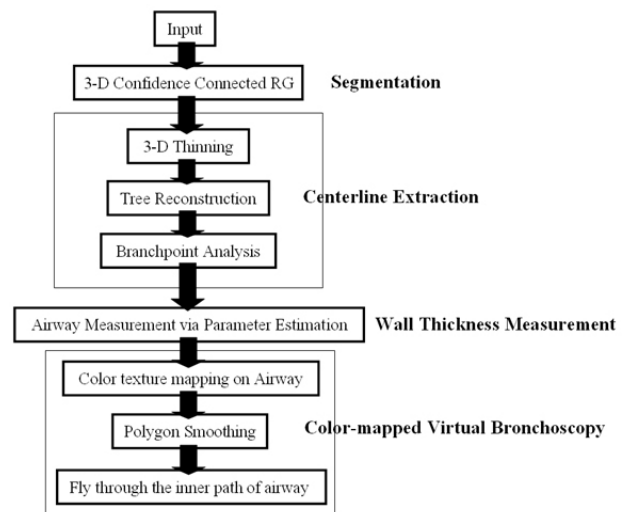 Input
3-D Confidence Connected RG
Segmentation
3-D Thinning
Tree Reconstruction
Centerline Extraction
Branchpoint Analysis
Airway Measurement via Parameter Estimation
Wall Thickness Measurement
Color texture mapping on Airway
Polygon Smoothing
Color-mapped Virtual Bronchoscopy
Fly through the inner path of airway